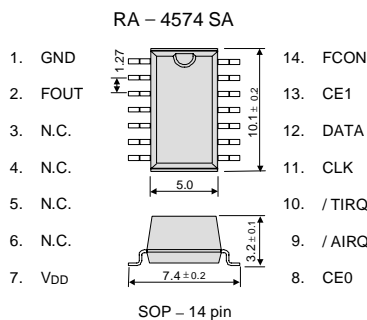 RA – 4574 SA
1. GND
2. FOUT
3. N.C.
4. N.C.
5. N.C.
6. N.C.
7. VDD
1.27
10.1 ± 0.2
5.0
14. FCON
13. CE1
12. DATA
11. CLK
10. / TIRQ
9. / AIRQ
8. CE0
3.2 ± 0.1
7.4 ± 0.2
SOP – 14 pin